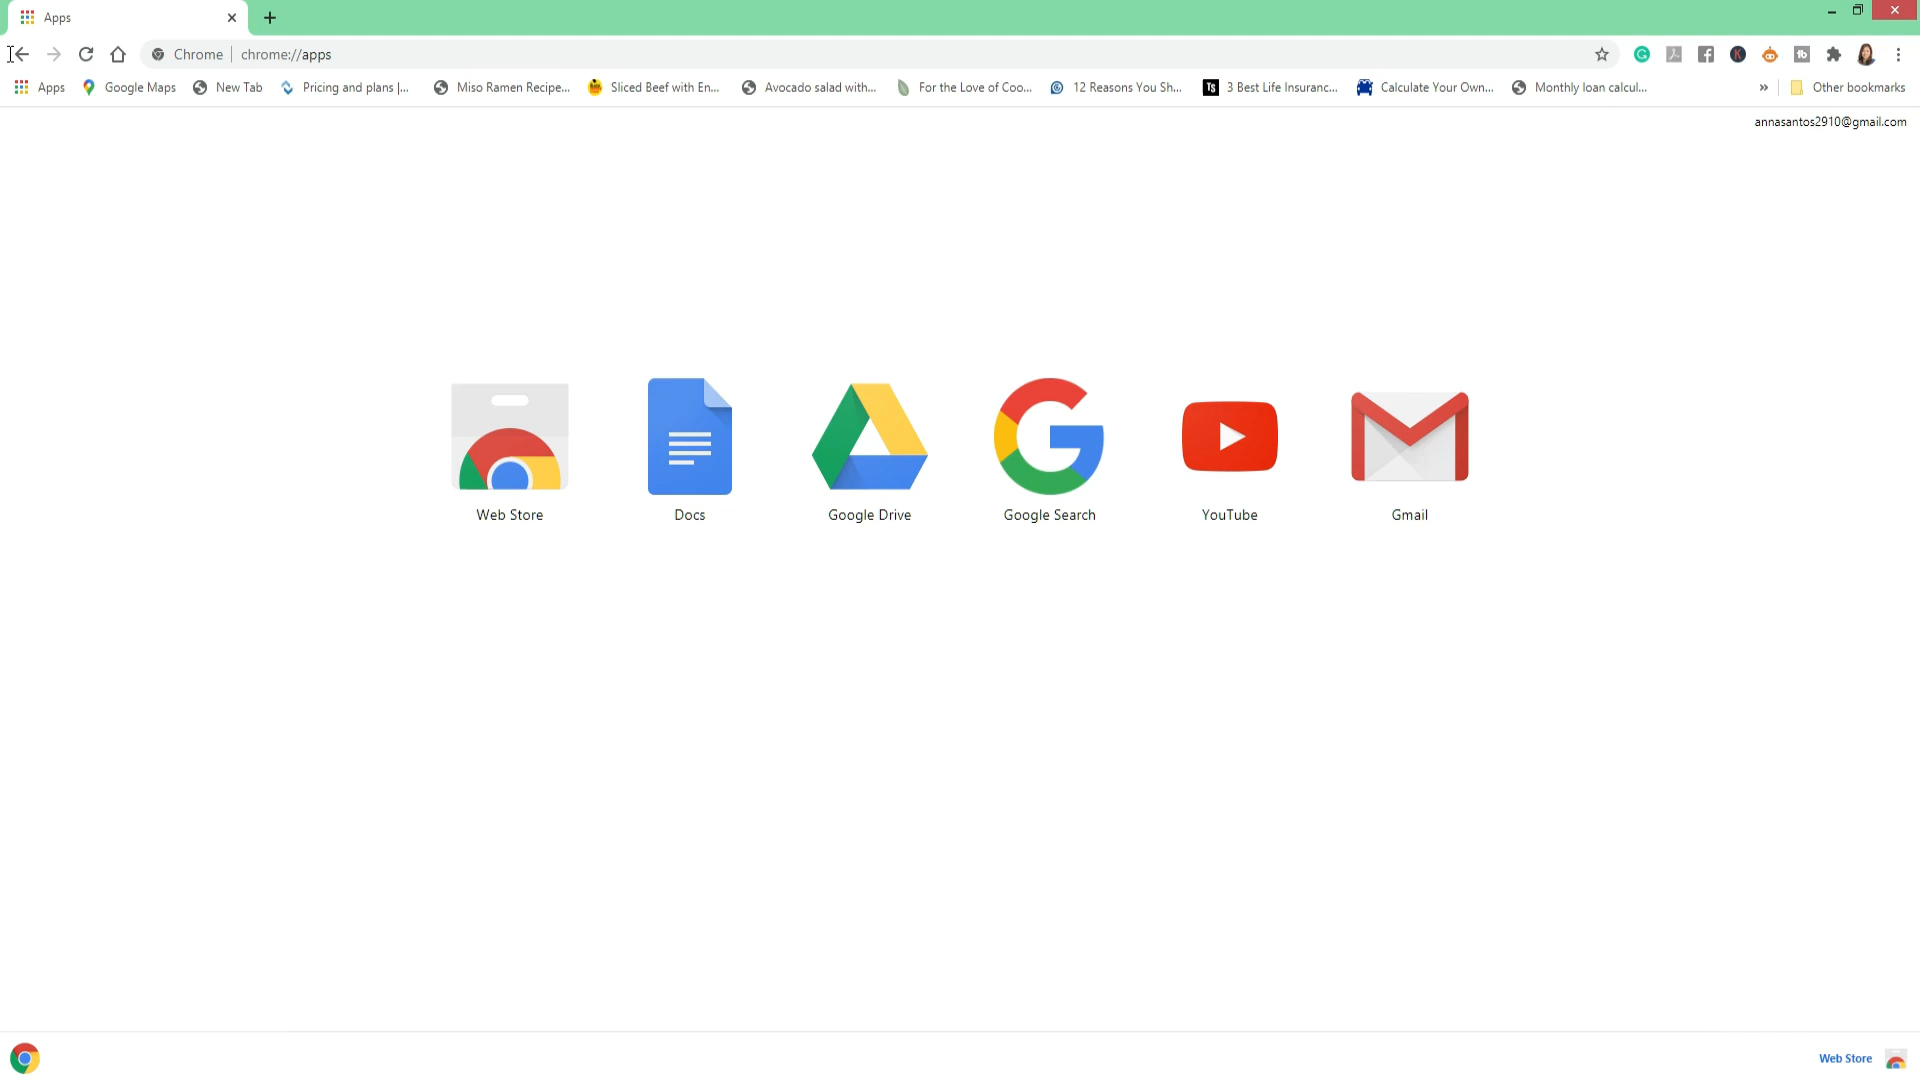 Apps
Chrome | chrome://apps
Apps Google Maps New Tab Pricing and plans |... Miso Ramen Recipe... Sliced Beef with En... Avocado salad with... For the Love of Coo... 12 Reasons You Sh... TS 3 Best Life Insuranc... Calculate Your Own... Monthly loan calcul... » Other bookmarks
annasantos2910@gmail.com
Web Store Docs Google Drive Google Search YouTube Gmail
Web Store